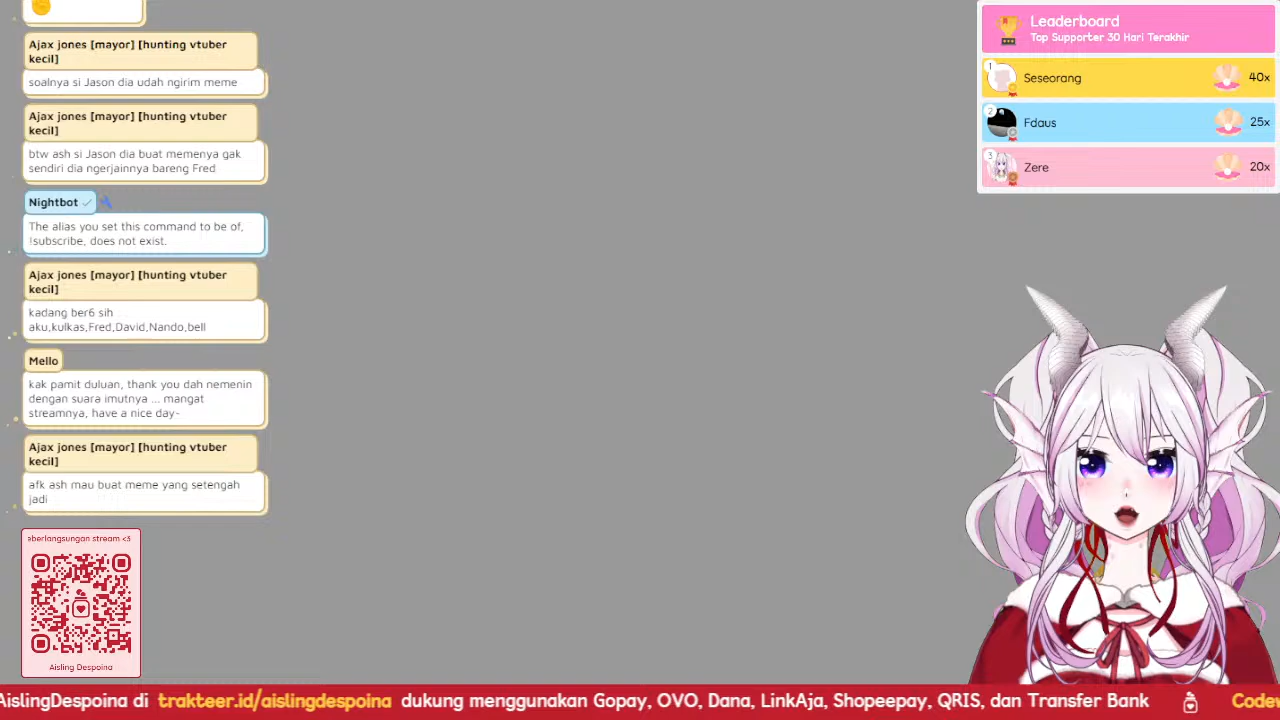 Ajax jones [mayor] [hunting vtuber
kecil]
soalnya si Jason dia udah ngirim meme
Ajax jones [mayor] [hunting vtuber
kecil]
btw ash si Jason dia buat memenya gak
sendiri dia ngerjainnya bareng Fred
Nightbot
The alias you set this command to be of,
!subscribe, does not exist.
Ajax jones [mayor] [hunting vtuber
kecil]
kadang ber6 sih
aku,kulkas,Fred,David,Nando,bell
Mello
kak pamit duluan, thank you dah nemenin
dengan suara imutnya ... mangat
streamnya, have a nice day~
Ajax jones [mayor] [hunting vtuber
kecil]
afk ash mau buat meme yang setengah
jadi
eberlangsungan stream <3
Aisling Despoina
Leaderboard
Top Supporter 30 Hari Terakhir
1 Seseorang 40x
2 Fdaus 25x
3 Zere 20x
AislingDespoina di trakteer.id/aislingdespoina dukung menggunakan Gopay, OVO, Dana, LinkAja, Shopeepay, QRIS, dan Transfer Bank